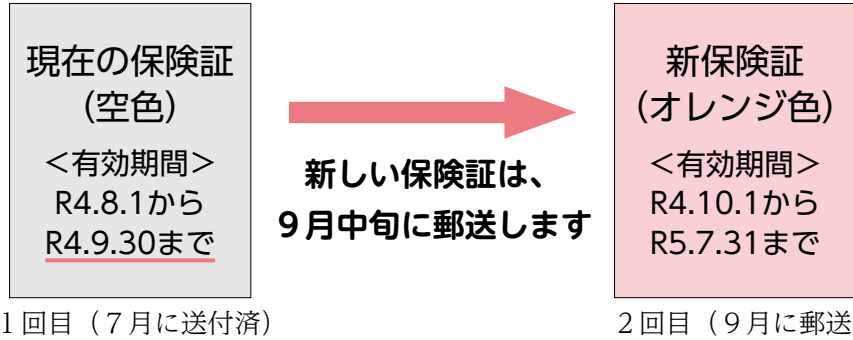 現在の保険証
(空色)
＜有効期間＞
R4.8.1から
R4.9.30まで
新しい保険証は、
９月中旬に郵送します
新保険証
(オレンジ色)
＜有効期間＞
R4.10.1から
R5.7.31まで
1回目（７月に送付済）
２回目（９月に郵送